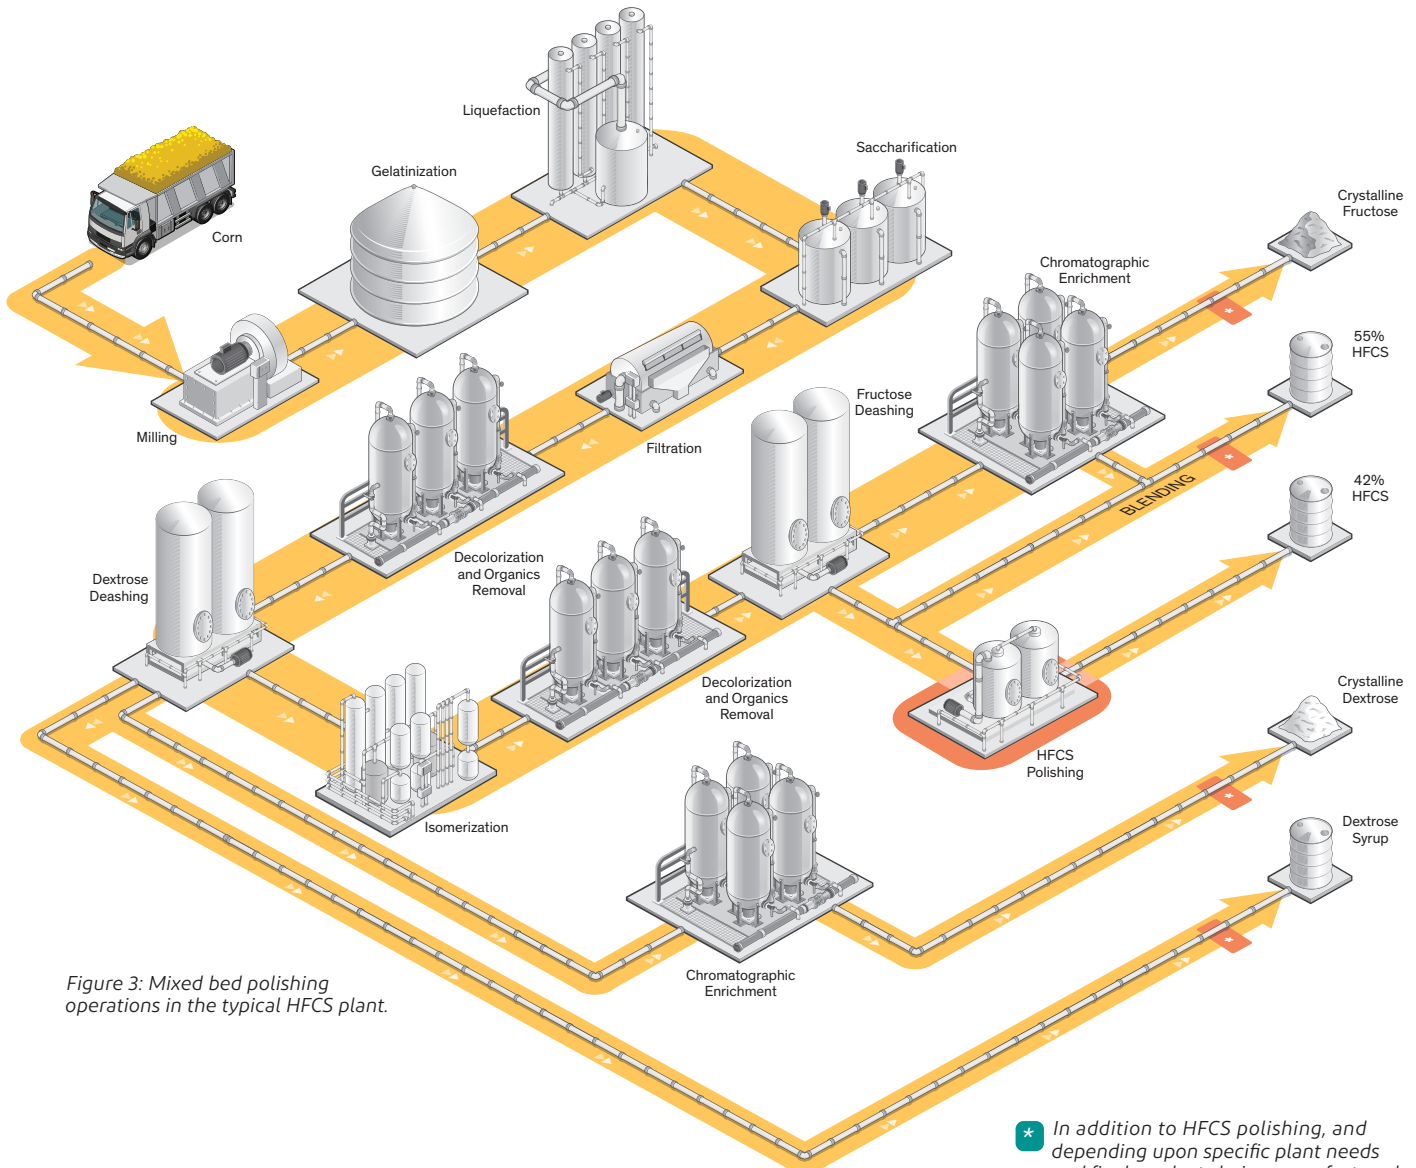 Liquefaction
Saccharification
Gelatinization
Crystalline
Fructose
Corn
Chromatographic
Enrichment
55%
HFCS
Fructose
Deashing
Milling
Filtration
42%
HFCS
BLENDING
Decolorization
and Organics
Removal
Dextrose
Deashing
Decolorization
and Organics
Removal
Crystalline
Dextrose
HFCS
Polishing
Isomerization
Dextrose
Syrup
Chromatographic
Enrichment
Figure 3: Mixed bed polishing
operations in the typical HFCS plant.
* In addition to HFCS polishing, and
depending upon specific plant needs